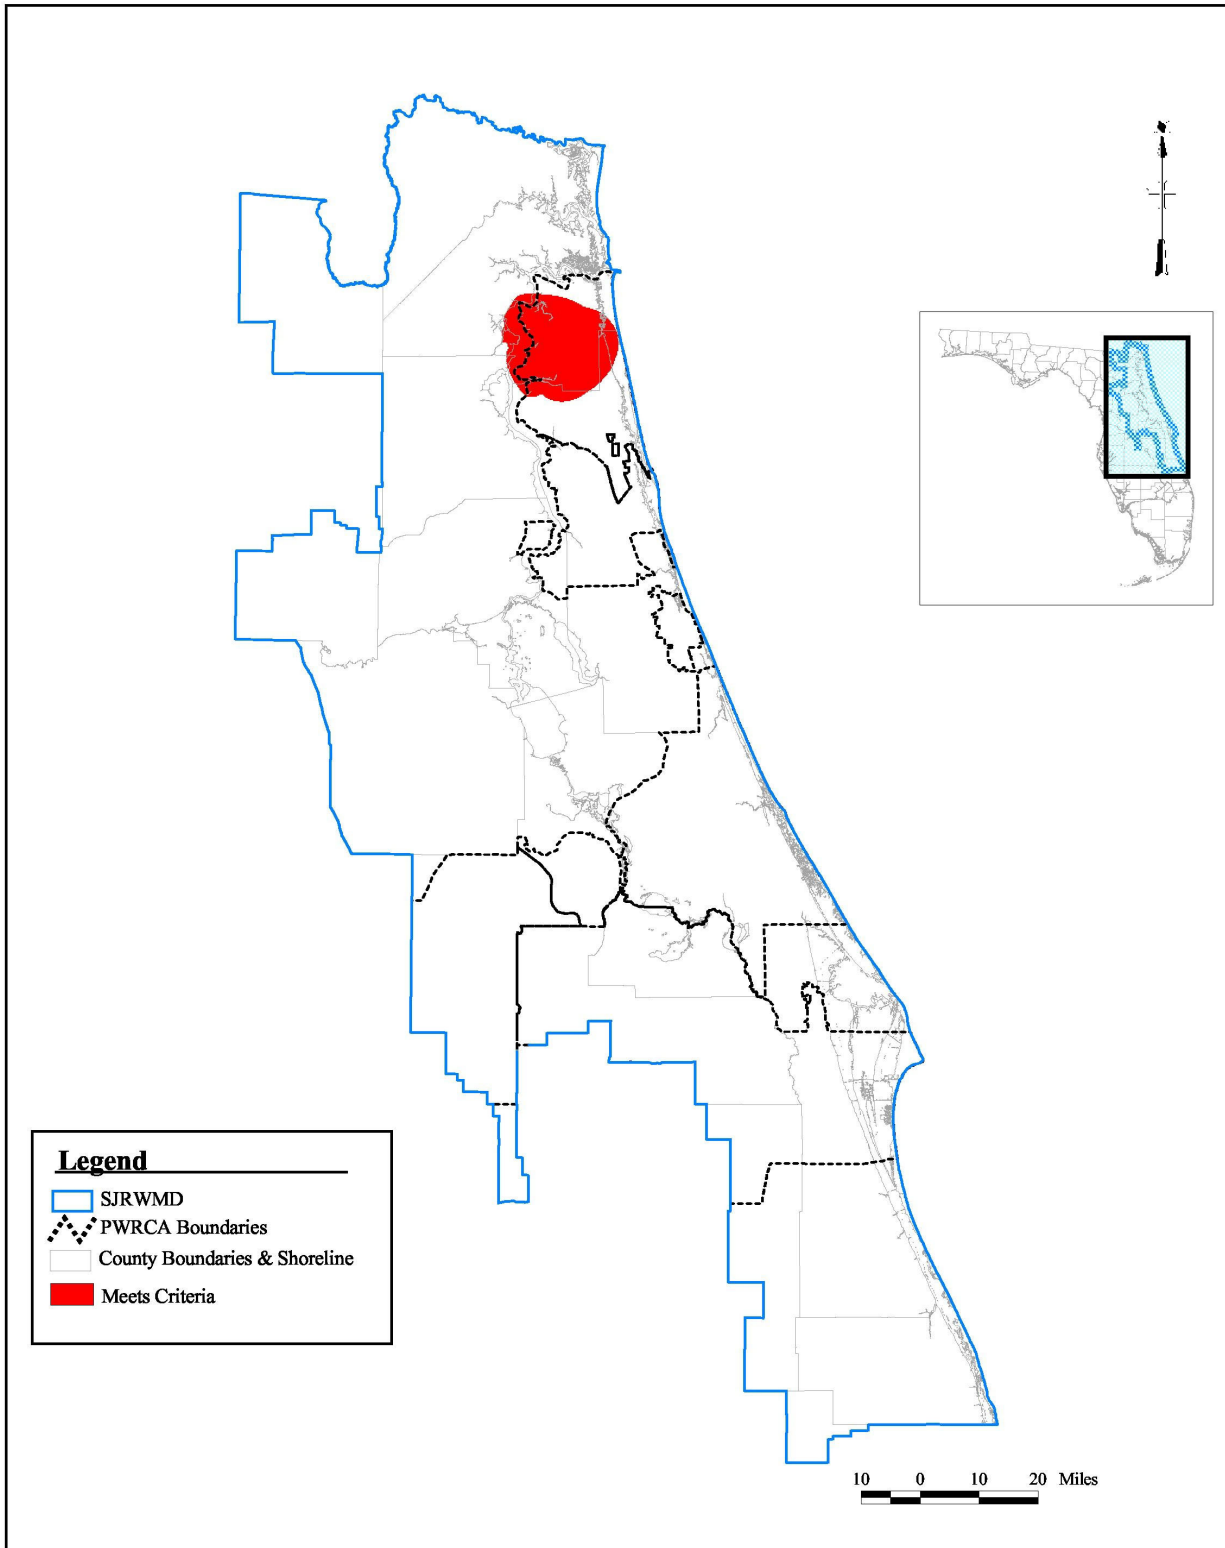 Legend
SJRWMD
PWRCA Boundaries
County Boundaries & Shoreline
Meets Criteria
10 0 10 20 Miles